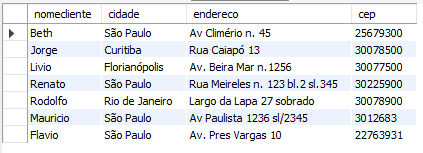 nomecliente cidade endereco cep
Beth São Paulo Av Climério n. 45 25679300
Jorge Curitiba Rua Caiapó 13 30078500
Livio Florianópolis Av. Beira Mar n.1256 30077500
Renato São Paulo Rua Meireles n. 123 bl.2 sl.345 30225900
Rodolfo Rio de Janeiro Largo da Lapa 27 sobrado 30078900
Mauricio São Paulo Av Paulista 1236 sl/2345 3012683
Flavio São Paulo Av. Pres Vargas 10 22763931